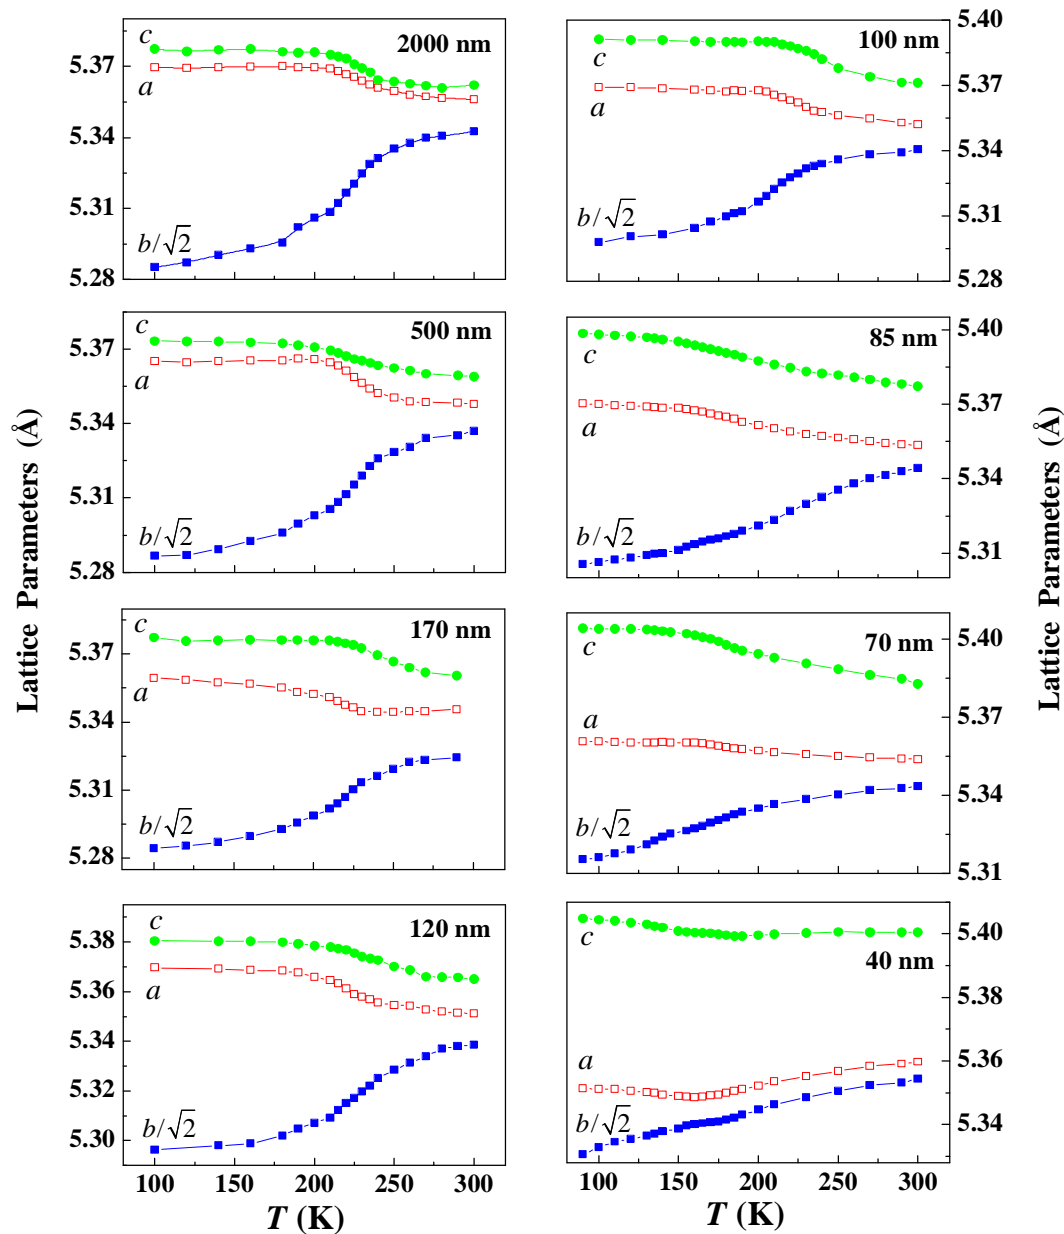 Lattice Parameters (Å)
2000 nm
c
a
b/√2
5.37
5.34
5.31
5.28
500 nm
c
a
b/√2
5.37
5.34
5.31
5.28
170 nm
c
a
b/√2
5.37
5.34
5.31
5.28
120 nm
c
a
b/√2
5.38
5.36
5.34
5.32
5.30
100 150 200 250 300
T (K)
100 nm
c
a
b/√2
5.40
5.37
5.34
5.31
5.28
85 nm
c
a
b/√2
5.40
5.37
5.34
5.31
70 nm
c
a
b/√2
5.40
5.37
5.34
5.31
40 nm
c
a
b/√2
5.40
5.38
5.36
5.34
100 150 200 250 300
T (K)
Lattice Parameters (Å)